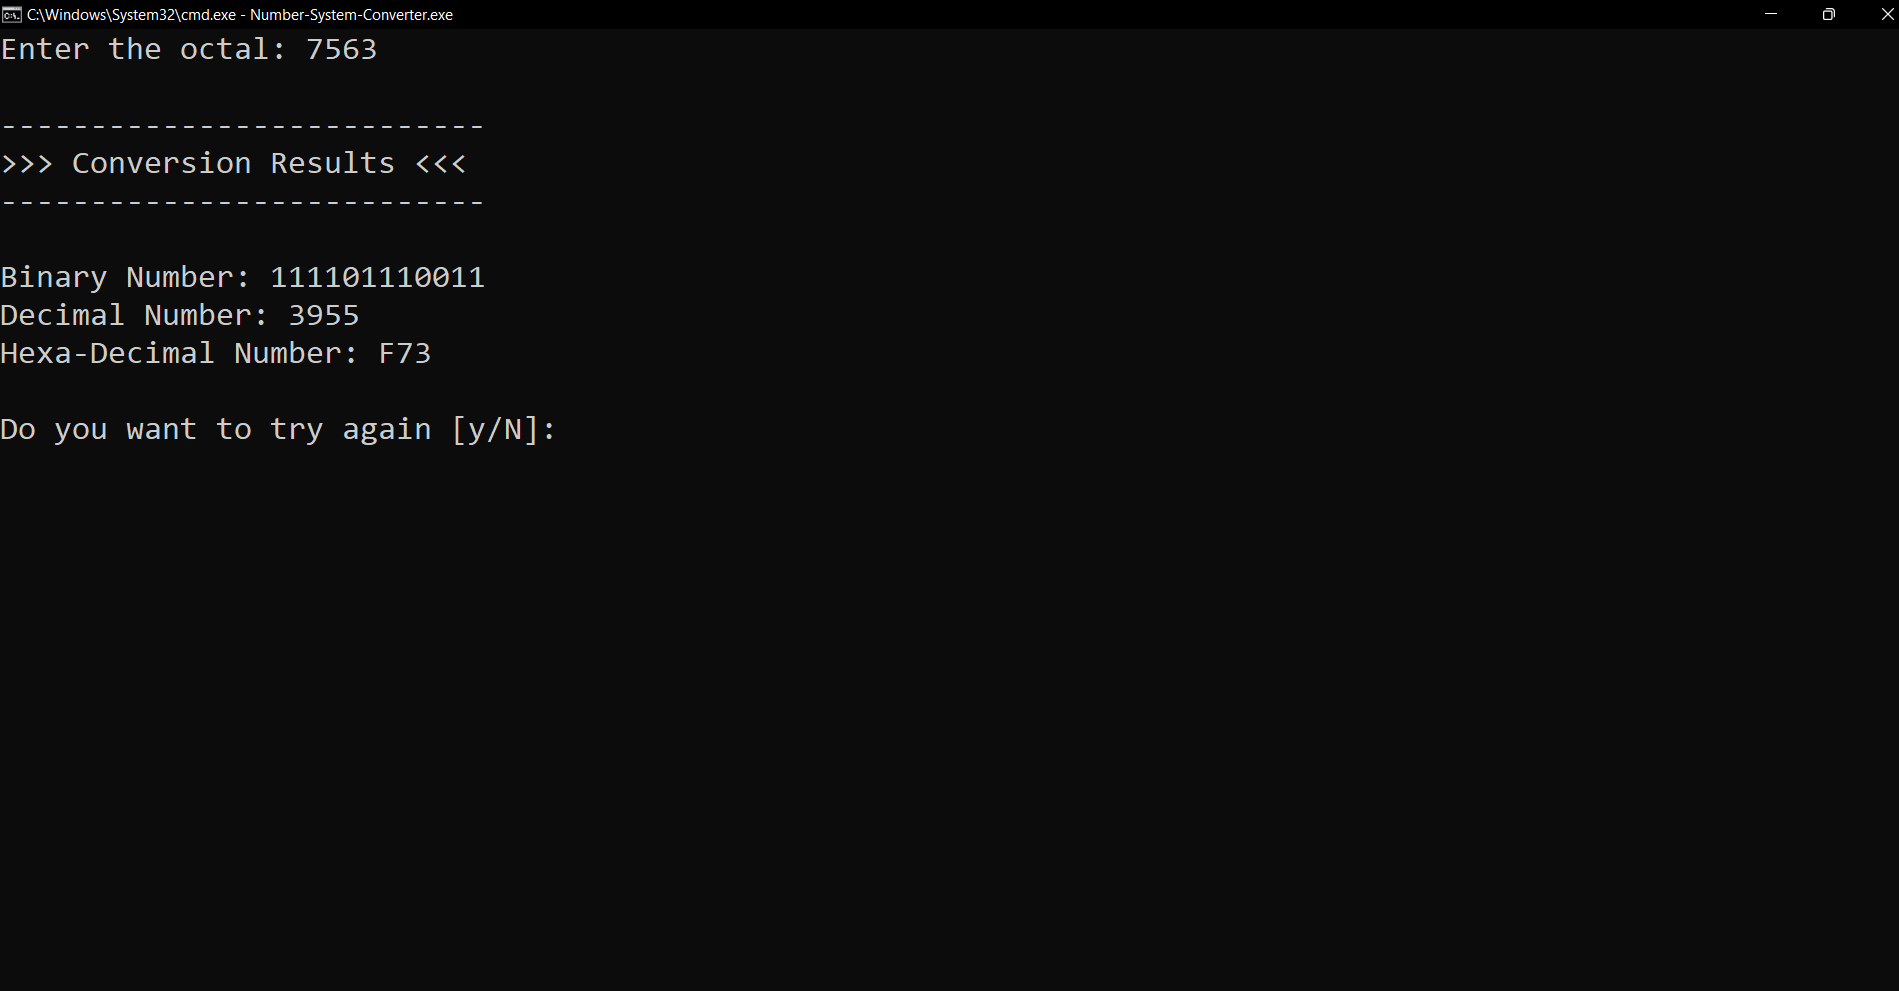 C:\Windows\System32\cmd.exe - Number-System-Converter.exe
Enter the octal: 7563
---------------------------
>>> Conversion Results <<<
---------------------------
Binary Number: 111101110011
Decimal Number: 3955
Hexa-Decimal Number: F73
Do you want to try again [y/N]: